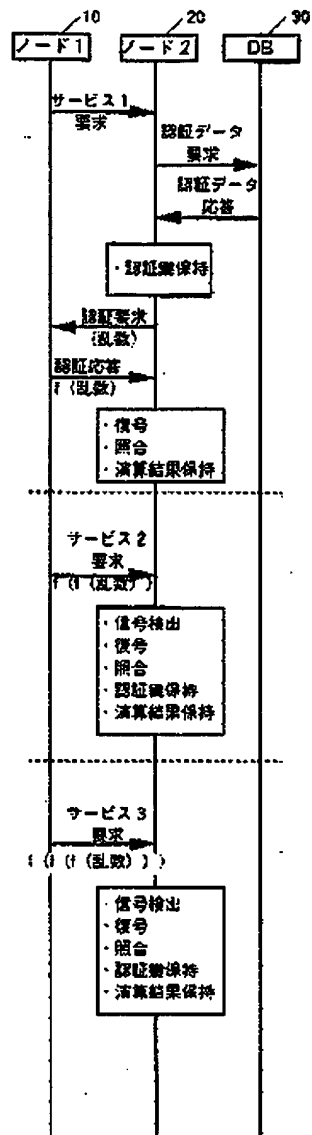 10
20
30
ノード1
ノード2
DB
サービス1
要求
認証データ
要求
認証データ
応答
・認証鍵保持
認証要求
(乱数)
認証応答
f (乱数)
・復号
・照合
・演算結果保持
サービス2
要求
f (f (乱数) )
・信号検出
・復号
・照合
・認証鍵保持
・演算結果保持
サービス3
要求
f (f (f (乱数) ) )
・信号検出
・復号
・照合
・認証鍵保持
・演算結果保持